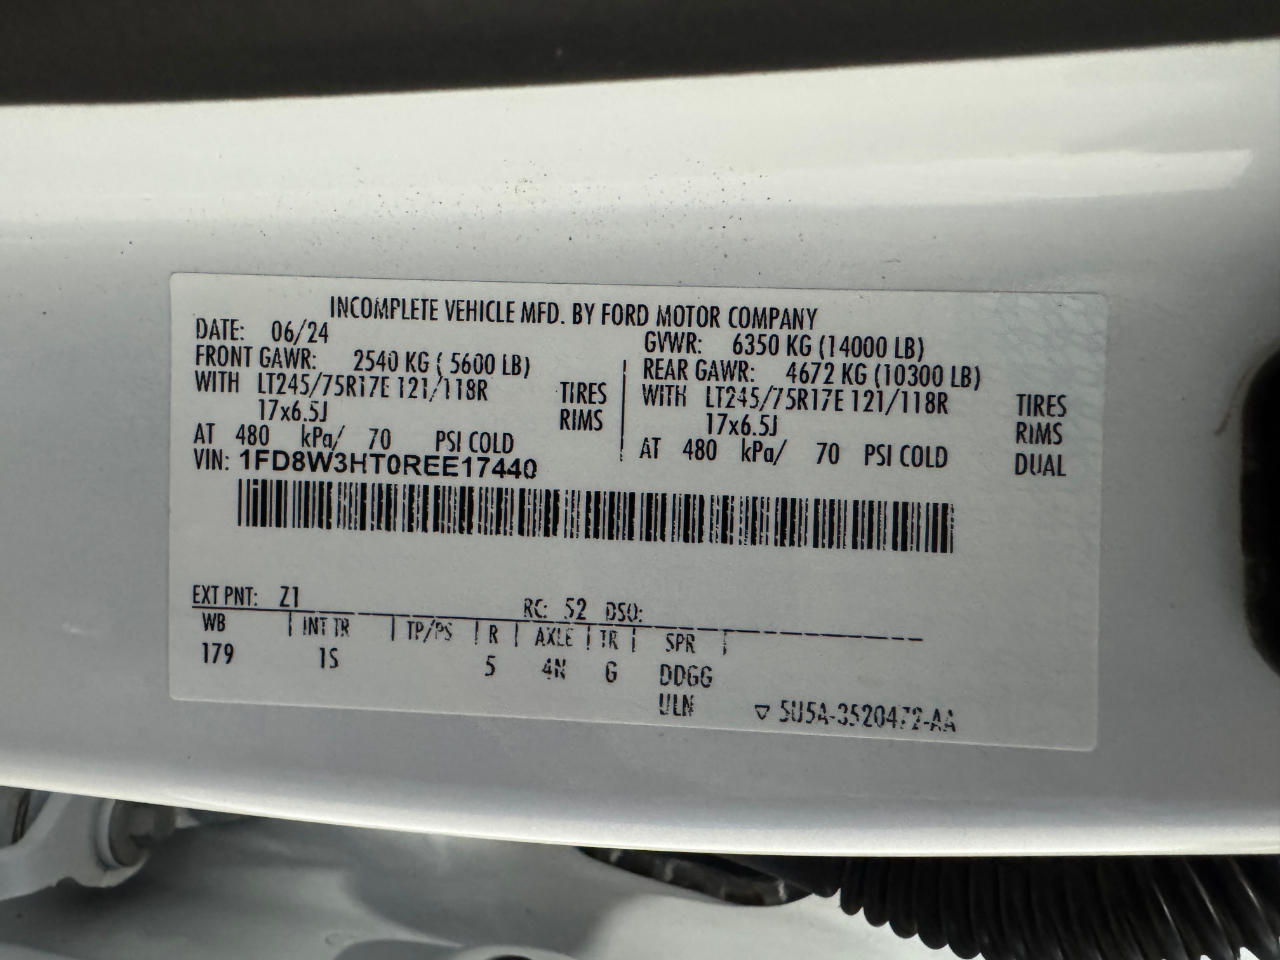 INCOMPLETE VEHICLE MFD. BY FORD MOTOR COMPANY
DATE: 06/24 GVWR: 6350 KG (14000 LB)
FRONT GAWR: 2540 KG ( 5600 LB) REAR GAWR: 4672 KG (10300 LB)
WITH LT245/75R17E 121/118R TIRES WITH LT245/75R17E 121/118R TIRES
17x6.5J RIMS 17x6.5J RIMS
AT 480 kPa/ 70 PSI COLD AT 480 kPa/ 70 PSI COLD DUAL
VIN: 1FD8W3HT0REE17440
EXT PNT: Z1 RC: 52 DSO:
WB INT TR TP/PS R AXLE TR SPR
179 1S 5 4N G DDGG
ULN ▽ 5U5A-3520472-AA